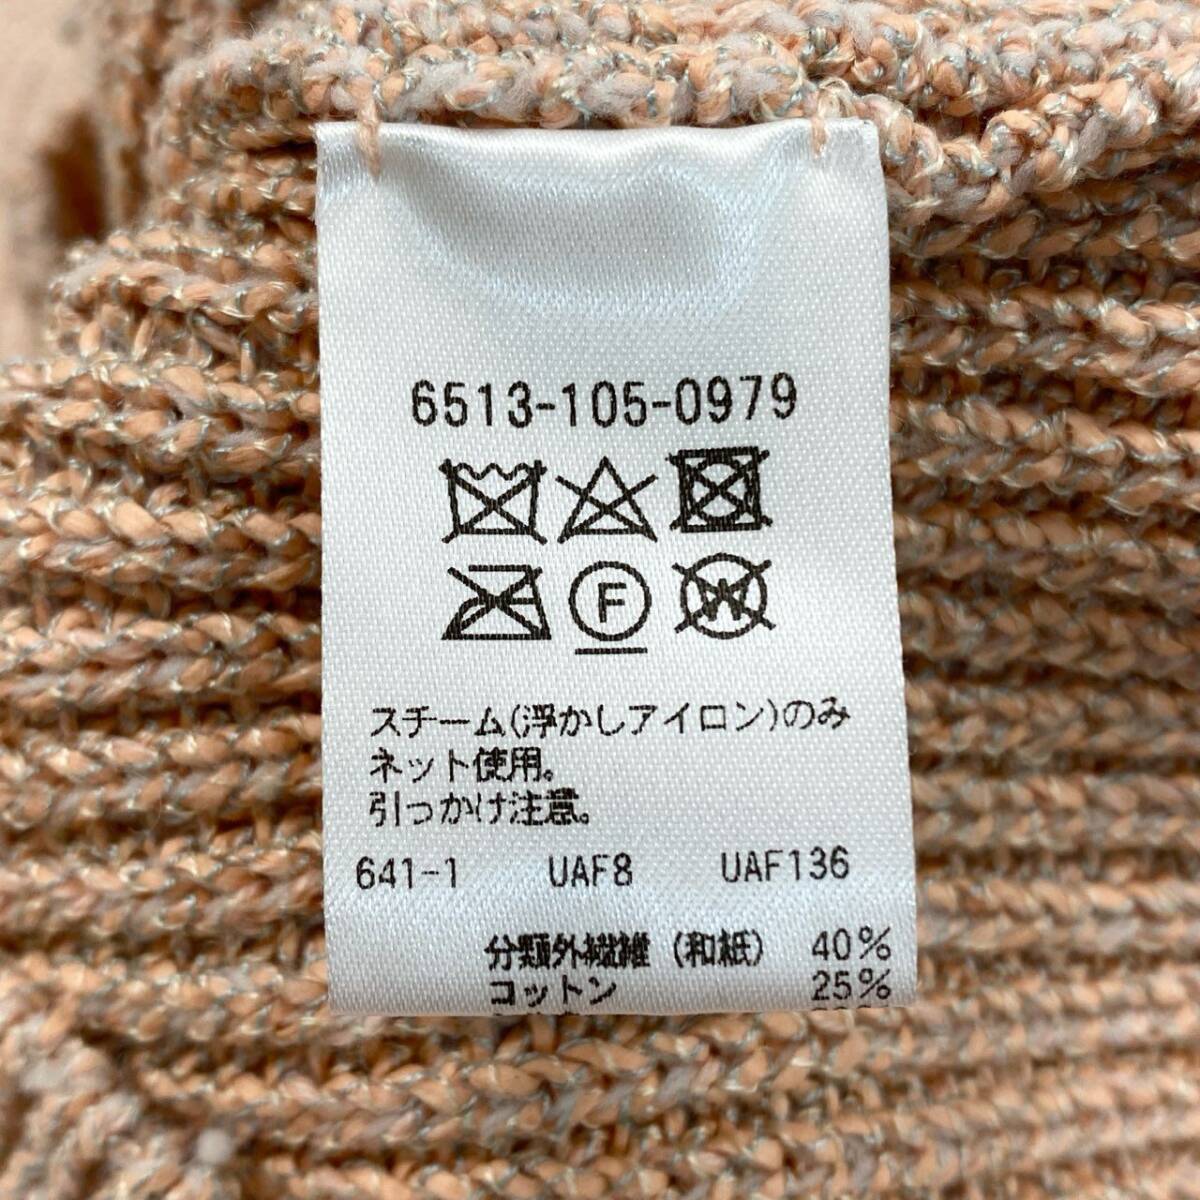 6513-105-0979
F
W
スチーム(浮かしアイロン)のみ
ネット使用。
引っかけ注意。
641-1 UAF8 UAF136
分類外繊維 (和紙) 40%
コットン 25%